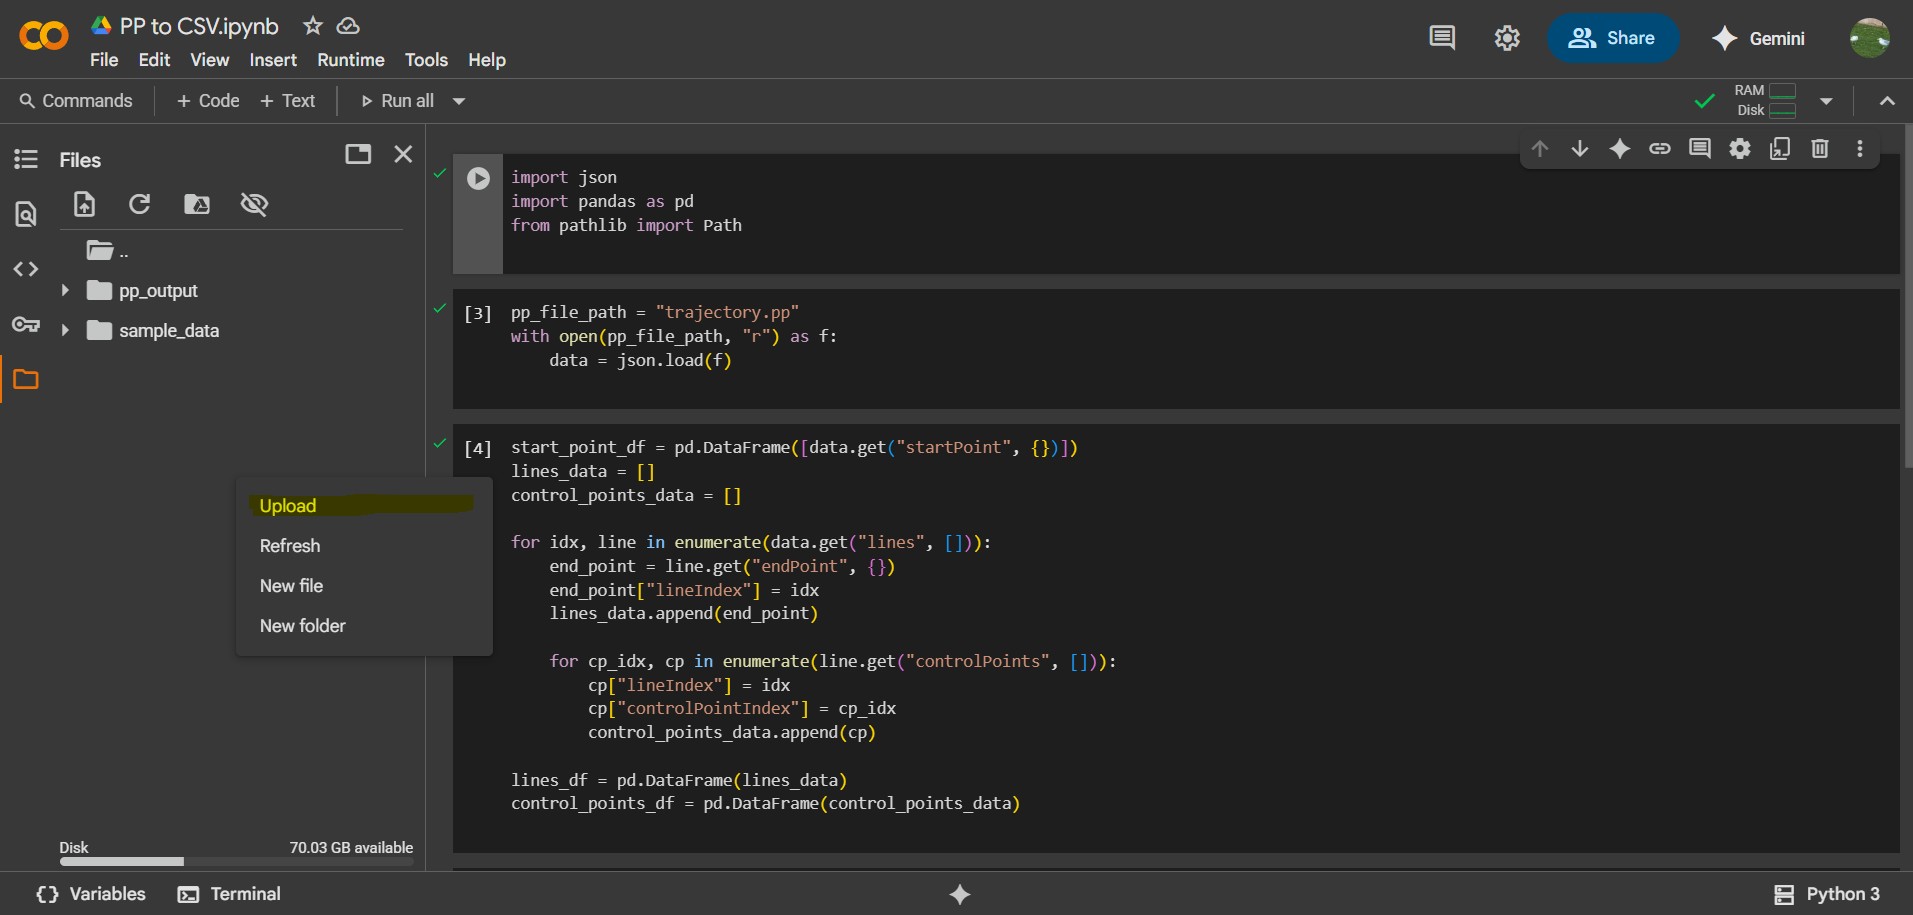 PP to CSV.ipynb
File Edit View Insert Runtime Tools Help
Share
Gemini
Commands + Code + Text Run all
RAM
Disk
Files
..
pp_output
sample_data
Upload
Refresh
New file
New folder
Disk 70.03 GB available
import json
import pandas as pd
from pathlib import Path
[3] pp_file_path = "trajectory.pp"
with open(pp_file_path, "r") as f:
    data = json.load(f)
[4] start_point_df = pd.DataFrame([data.get("startPoint", {})])
lines_data = []
control_points_data = []
for idx, line in enumerate(data.get("lines", [])):
    end_point = line.get("endPoint", {})
    end_point["lineIndex"] = idx
    lines_data.append(end_point)
    for cp_idx, cp in enumerate(line.get("controlPoints", [])):
        cp["lineIndex"] = idx
        cp["controlPointIndex"] = cp_idx
        control_points_data.append(cp)
lines_df = pd.DataFrame(lines_data)
control_points_df = pd.DataFrame(control_points_data)
{} Variables Terminal Python 3